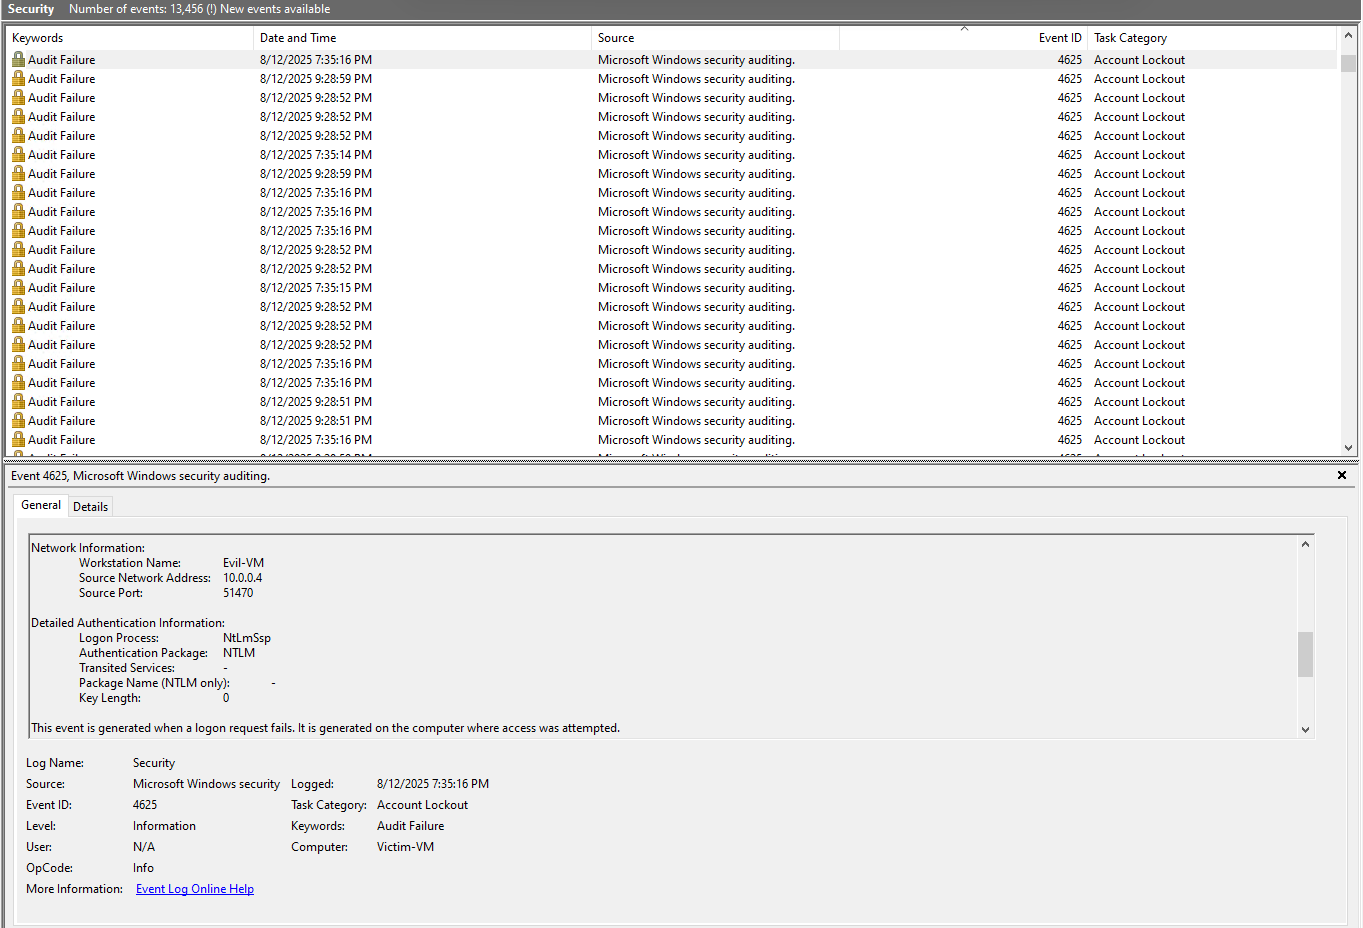 Security Number of events: 13,456 (!) New events available
Keywords Date and Time Source Event ID Task Category
Audit Failure 8/12/2025 7:35:16 PM Microsoft Windows security auditing. 4625 Account Lockout
Audit Failure 8/12/2025 9:28:59 PM Microsoft Windows security auditing. 4625 Account Lockout
Audit Failure 8/12/2025 9:28:52 PM Microsoft Windows security auditing. 4625 Account Lockout
Audit Failure 8/12/2025 9:28:52 PM Microsoft Windows security auditing. 4625 Account Lockout
Audit Failure 8/12/2025 9:28:52 PM Microsoft Windows security auditing. 4625 Account Lockout
Audit Failure 8/12/2025 7:35:14 PM Microsoft Windows security auditing. 4625 Account Lockout
Audit Failure 8/12/2025 9:28:59 PM Microsoft Windows security auditing. 4625 Account Lockout
Audit Failure 8/12/2025 7:35:16 PM Microsoft Windows security auditing. 4625 Account Lockout
Audit Failure 8/12/2025 7:35:16 PM Microsoft Windows security auditing. 4625 Account Lockout
Audit Failure 8/12/2025 7:35:16 PM Microsoft Windows security auditing. 4625 Account Lockout
Audit Failure 8/12/2025 9:28:52 PM Microsoft Windows security auditing. 4625 Account Lockout
Audit Failure 8/12/2025 9:28:52 PM Microsoft Windows security auditing. 4625 Account Lockout
Audit Failure 8/12/2025 7:35:15 PM Microsoft Windows security auditing. 4625 Account Lockout
Audit Failure 8/12/2025 9:28:52 PM Microsoft Windows security auditing. 4625 Account Lockout
Audit Failure 8/12/2025 9:28:52 PM Microsoft Windows security auditing. 4625 Account Lockout
Audit Failure 8/12/2025 9:28:52 PM Microsoft Windows security auditing. 4625 Account Lockout
Audit Failure 8/12/2025 7:35:16 PM Microsoft Windows security auditing. 4625 Account Lockout
Audit Failure 8/12/2025 7:35:16 PM Microsoft Windows security auditing. 4625 Account Lockout
Audit Failure 8/12/2025 9:28:51 PM Microsoft Windows security auditing. 4625 Account Lockout
Audit Failure 8/12/2025 9:28:51 PM Microsoft Windows security auditing. 4625 Account Lockout
Audit Failure 8/12/2025 7:35:16 PM Microsoft Windows security auditing. 4625 Account Lockout
Event 4625, Microsoft Windows security auditing.
General Details
Network Information:
Workstation Name: Evil-VM
Source Network Address: 10.0.0.4
Source Port: 51470
Detailed Authentication Information:
Logon Process: NtLmSsp
Authentication Package: NTLM
Transited Services: -
Package Name (NTLM only): -
Key Length: 0
This event is generated when a logon request fails. It is generated on the computer where access was attempted.
Log Name: Security
Source: Microsoft Windows security Logged: 8/12/2025 7:35:16 PM
Event ID: 4625 Task Category: Account Lockout
Level: Information Keywords: Audit Failure
User: N/A Computer: Victim-VM
OpCode: Info
More Information: Event Log Online Help